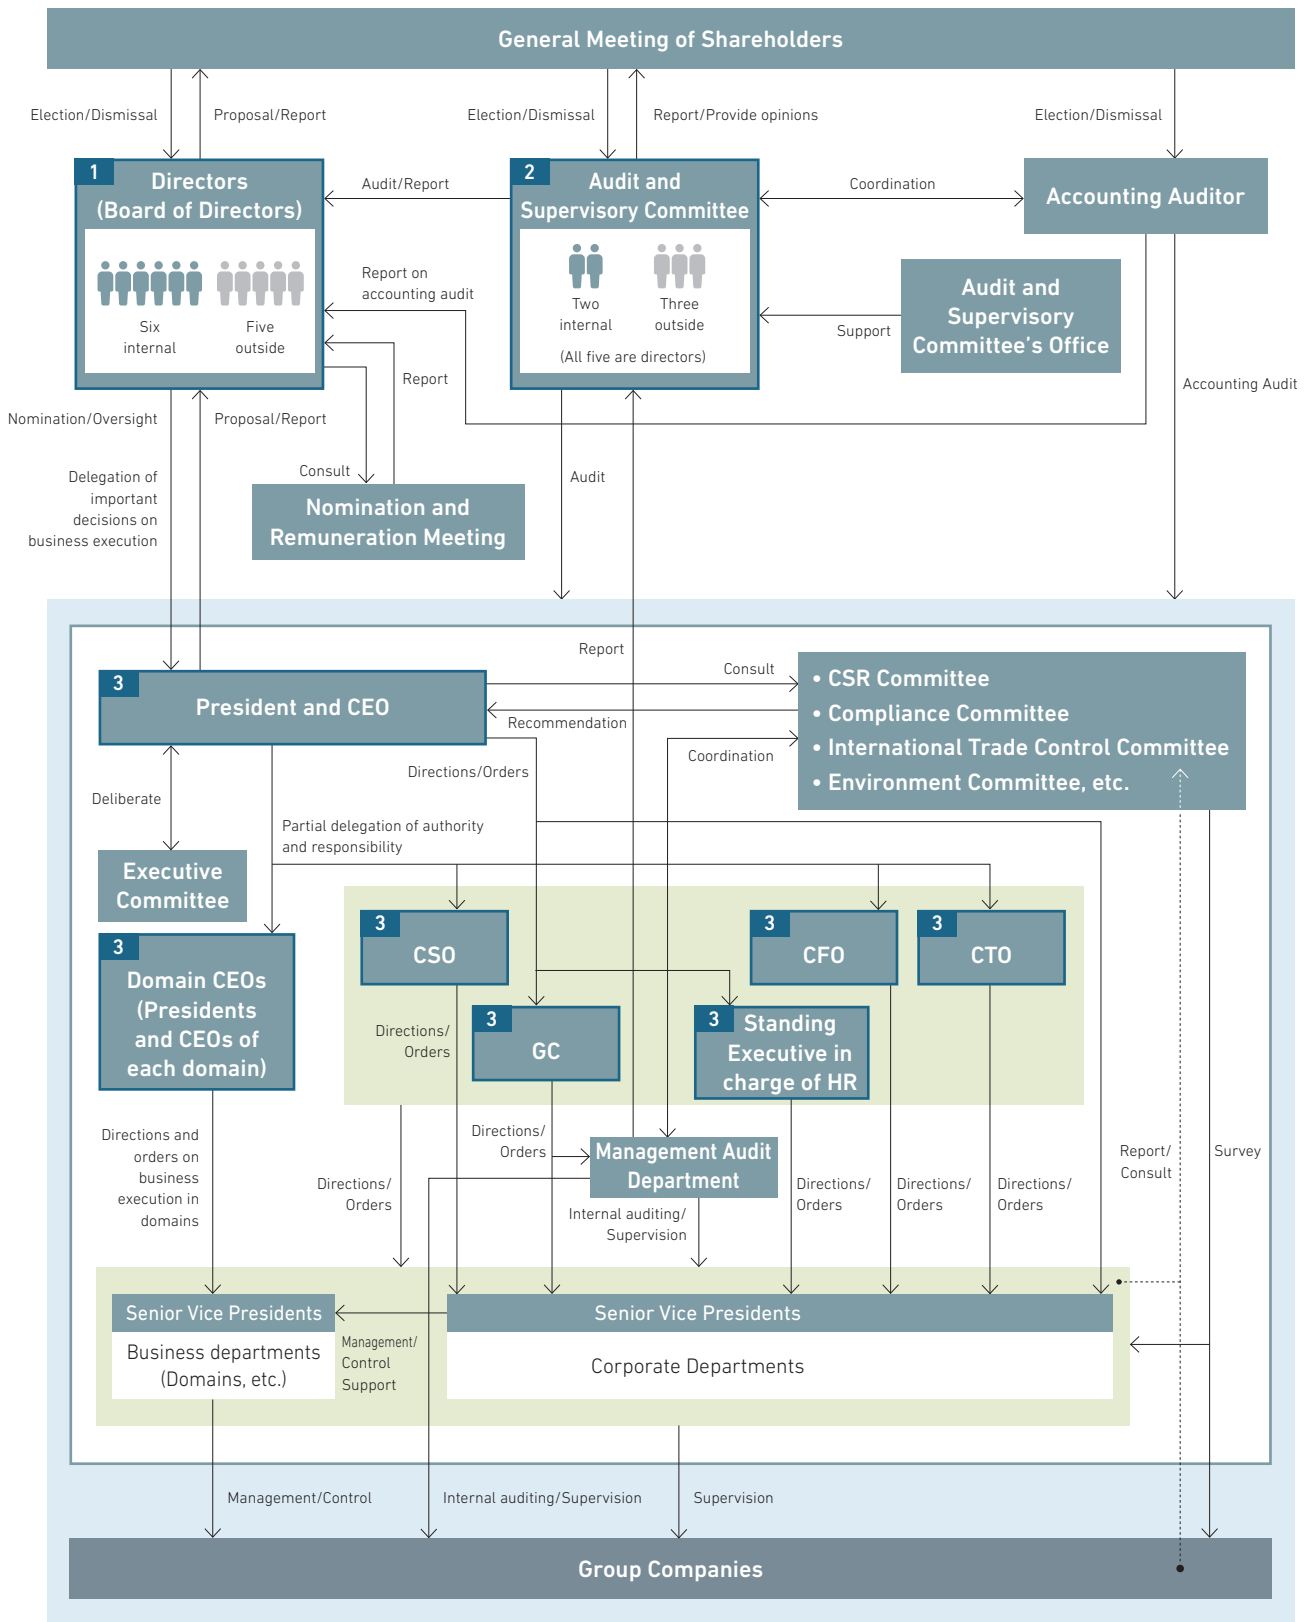 General Meeting of Shareholders
Election/Dismissal
Proposal/Report
Election/Dismissal
Report/Provide opinions
Election/Dismissal
1
Directors
(Board of Directors)
Six
internal
Five
outside
Audit/Report
2
Audit and
Supervisory Committee
Two
internal
Three
outside
(All five are directors)
Coordination
Accounting Auditor
Report on
accounting audit
Support
Audit and
Supervisory
Committee's Office
Report
Accounting Audit
Nomination/Oversight
Proposal/Report
Consult
Audit
Delegation of
important
decisions on
business execution
Nomination and
Remuneration Meeting
Report
3
President and CEO
Consult
Recommendation
Directions/Orders
Coordination
• CSR Committee
• Compliance Committee
• International Trade Control Committee
• Environment Committee, etc.
Deliberate
Partial delegation of authority
and responsibility
Executive
Committee
3
Domain CEOs
(Presidents
and CEOs of
each domain)
3
CSO
3
CFO
3
CTO
Directions/
Orders
3
GC
3
Standing
Executive in
charge of HR
Directions and
orders on
business
execution in
domains
Directions/
Orders
Directions/
Orders
Management Audit
Department
Internal auditing/
Supervision
Directions/
Orders
Directions/
Orders
Directions/
Orders
Report/
Consult
Survey
Senior Vice Presidents
Business departments
(Domains, etc.)
Management/
Control
Support
Senior Vice Presidents
Corporate Departments
Management/Control
Internal auditing/Supervision
Supervision
Group Companies